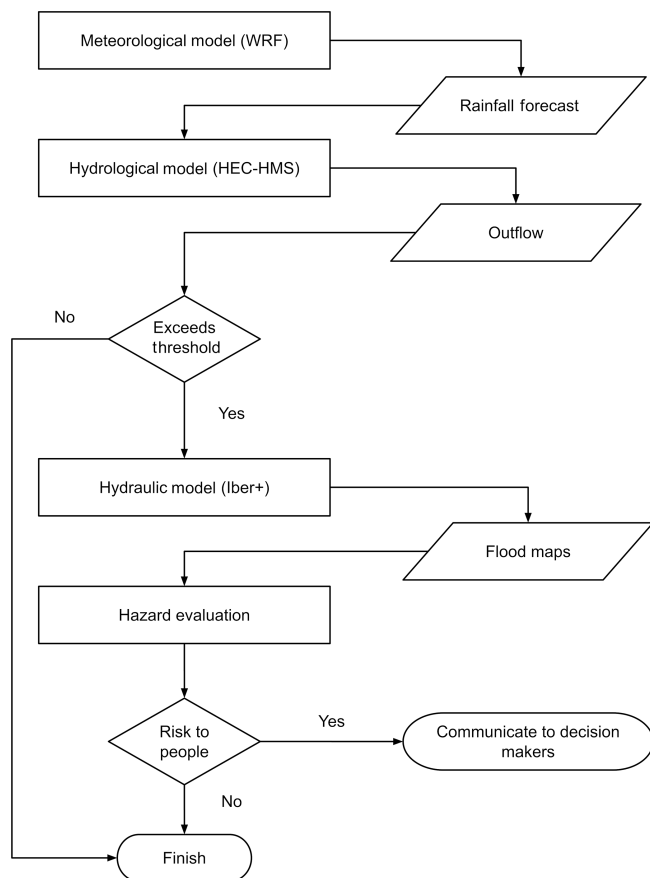 Meteorological model (WRF)
Rainfall forecast
Hydrological model (HEC-HMS)
Outflow
No
Exceeds
threshold
Yes
Hydraulic model (Iber+)
Flood maps
Hazard evaluation
Risk to
people
Yes
Communicate to decision
makers
No
Finish